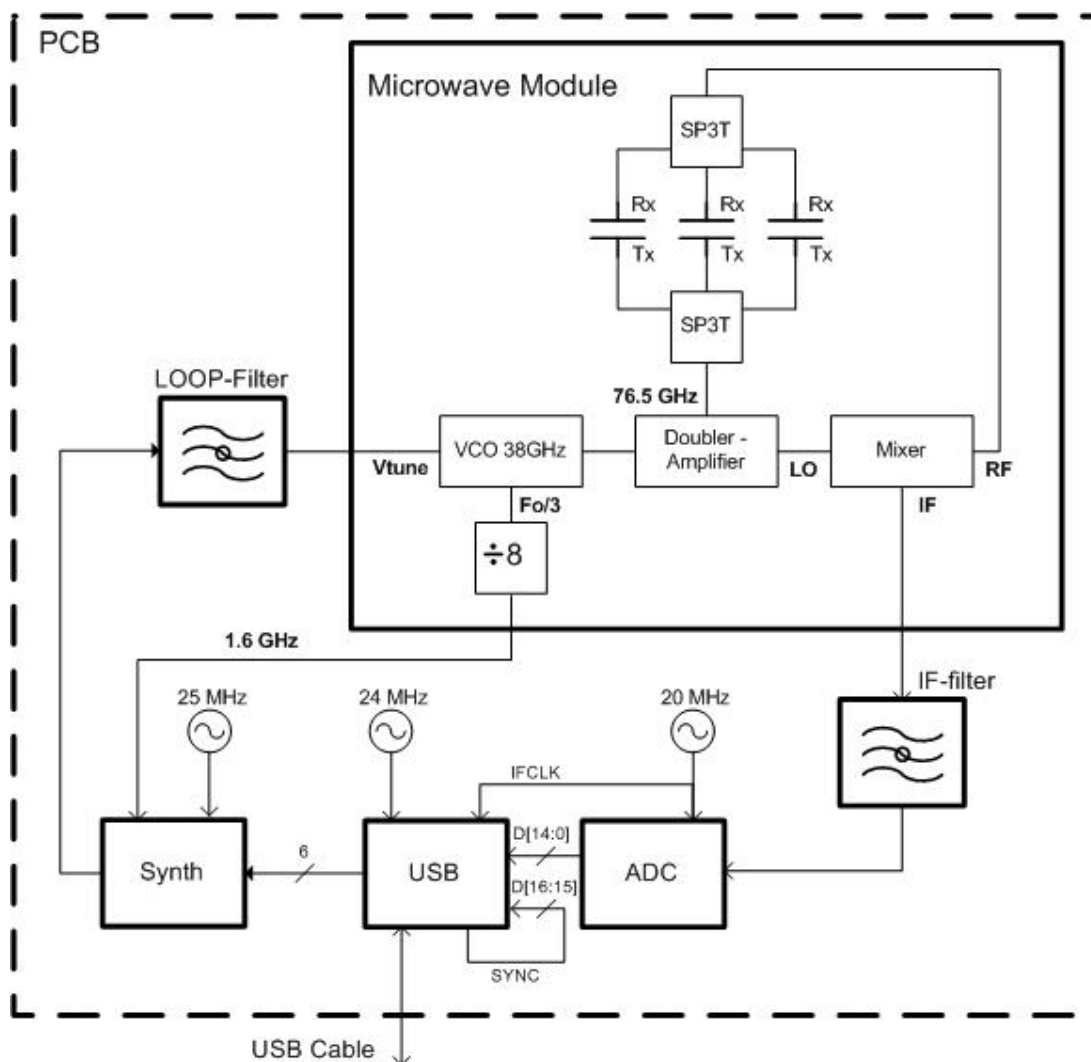 PCB
Microwave Module
SP3T
Rx
Rx
Rx
Tx
Tx
Tx
SP3T
LOOP-Filter
76.5 GHz
Vtune
VCO 38GHz
Doubler -
Amplifier
LO
Mixer
RF
Fo/3
IF
÷8
1.6 GHz
IF-filter
25 MHz
24 MHz
20 MHz
IFCLK
Synth
6
USB
D[14:0]
D[16:15]
ADC
SYNC
USB Cable